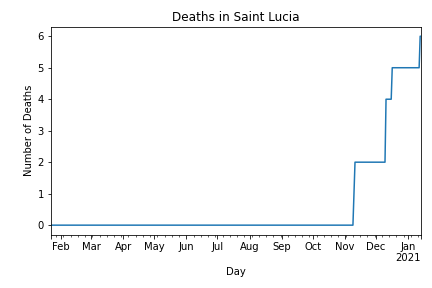 Deaths in Saint Lucia
Number of Deaths
6
5
4
3
2
1
0
Feb Mar Apr May Jun Jul Aug Sep Oct Nov Dec Jan
2021
Day